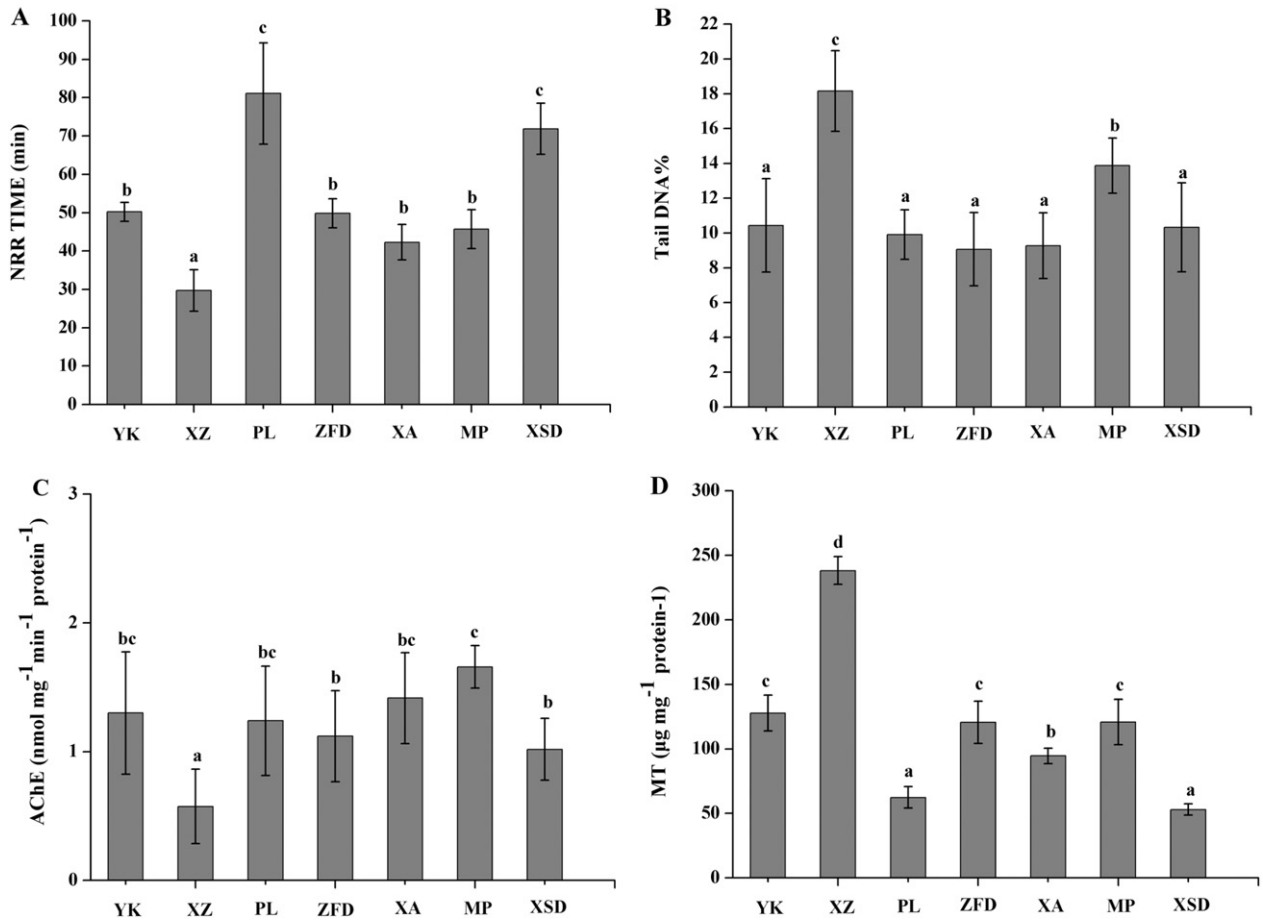 A
NRR TIME (min)
100
90
80
70
60
50
40
30
20
10
0
b
a
c
b
b
b
c
YK XZ PL ZFD XA MP XSD
B
Tail DNA%
22
20
18
16
14
12
10
8
6
4
2
0
a
c
a
a
a
b
a
YK XZ PL ZFD XA MP XSD
C
AChE (nmol mg-1min-1 protein-1)
3
2
1
0
bc
a
bc
b
bc
c
b
YK XZ PL ZFD XA MP XSD
D
MT (µg mg-1 protein-1)
300
250
200
150
100
50
0
c
d
a
c
b
c
a
YK XZ PL ZFD XA MP XSD